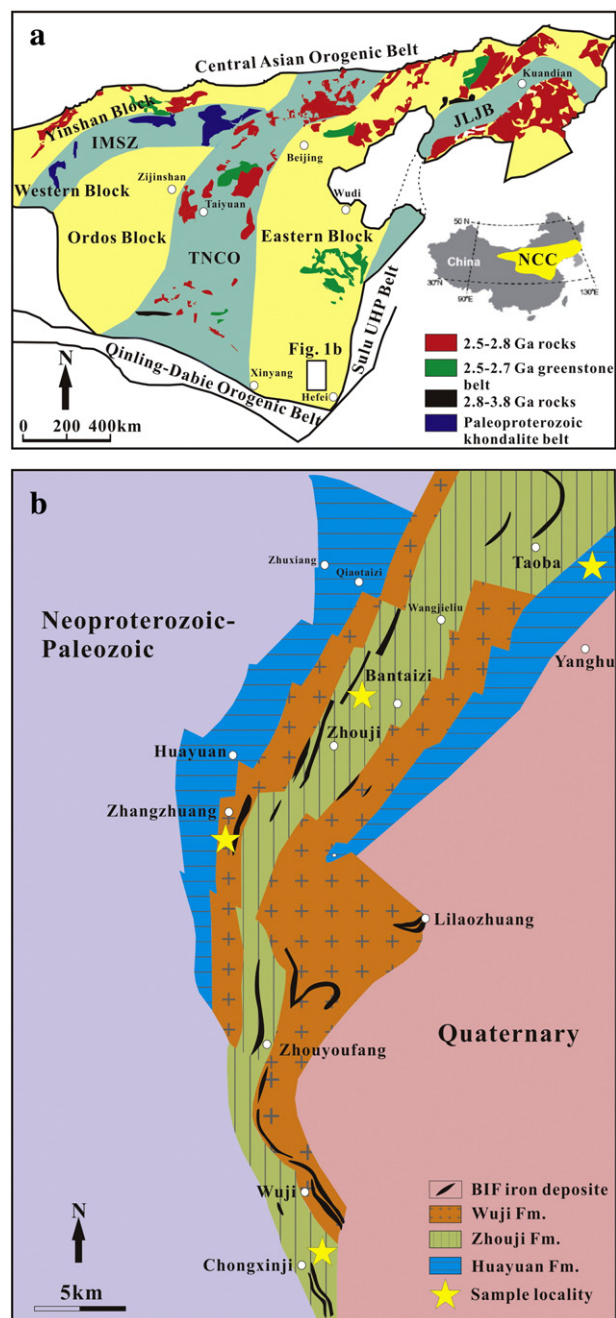 a
Central Asian Orogenic Belt
Yinshan Block
IMSZ
Western Block
Zijinshan
Ordos Block
Taiyuan
TNCO
Beijing
Wudi
Eastern Block
Kuandian
JLJB
Sulu UHP Belt
Qinling-Dabie Orogenic Belt
Xinyang
Fig. 1b
Hefei
50 N
China
NCC
30°N
90°E
130°E
N
0 200 400km
2.5-2.8 Ga rocks
2.5-2.7 Ga greenstone
belt
2.8-3.8 Ga rocks
Paleoproterozoic
khondalite belt
b
Zhuxiang
Qiaotaizi
Taoba
Wangjieliu
Neoproterozoic-
Paleozoic
Yanghu
Bantaizi
Zhouji
Huayuan
Zhangzhuang
Lilaozhuang
Quaternary
Zhouyoufang
Wuji
Chongxinji
N
5km
BIF iron deposite
Wuji Fm.
Zhouji Fm.
Huayuan Fm.
Sample locality